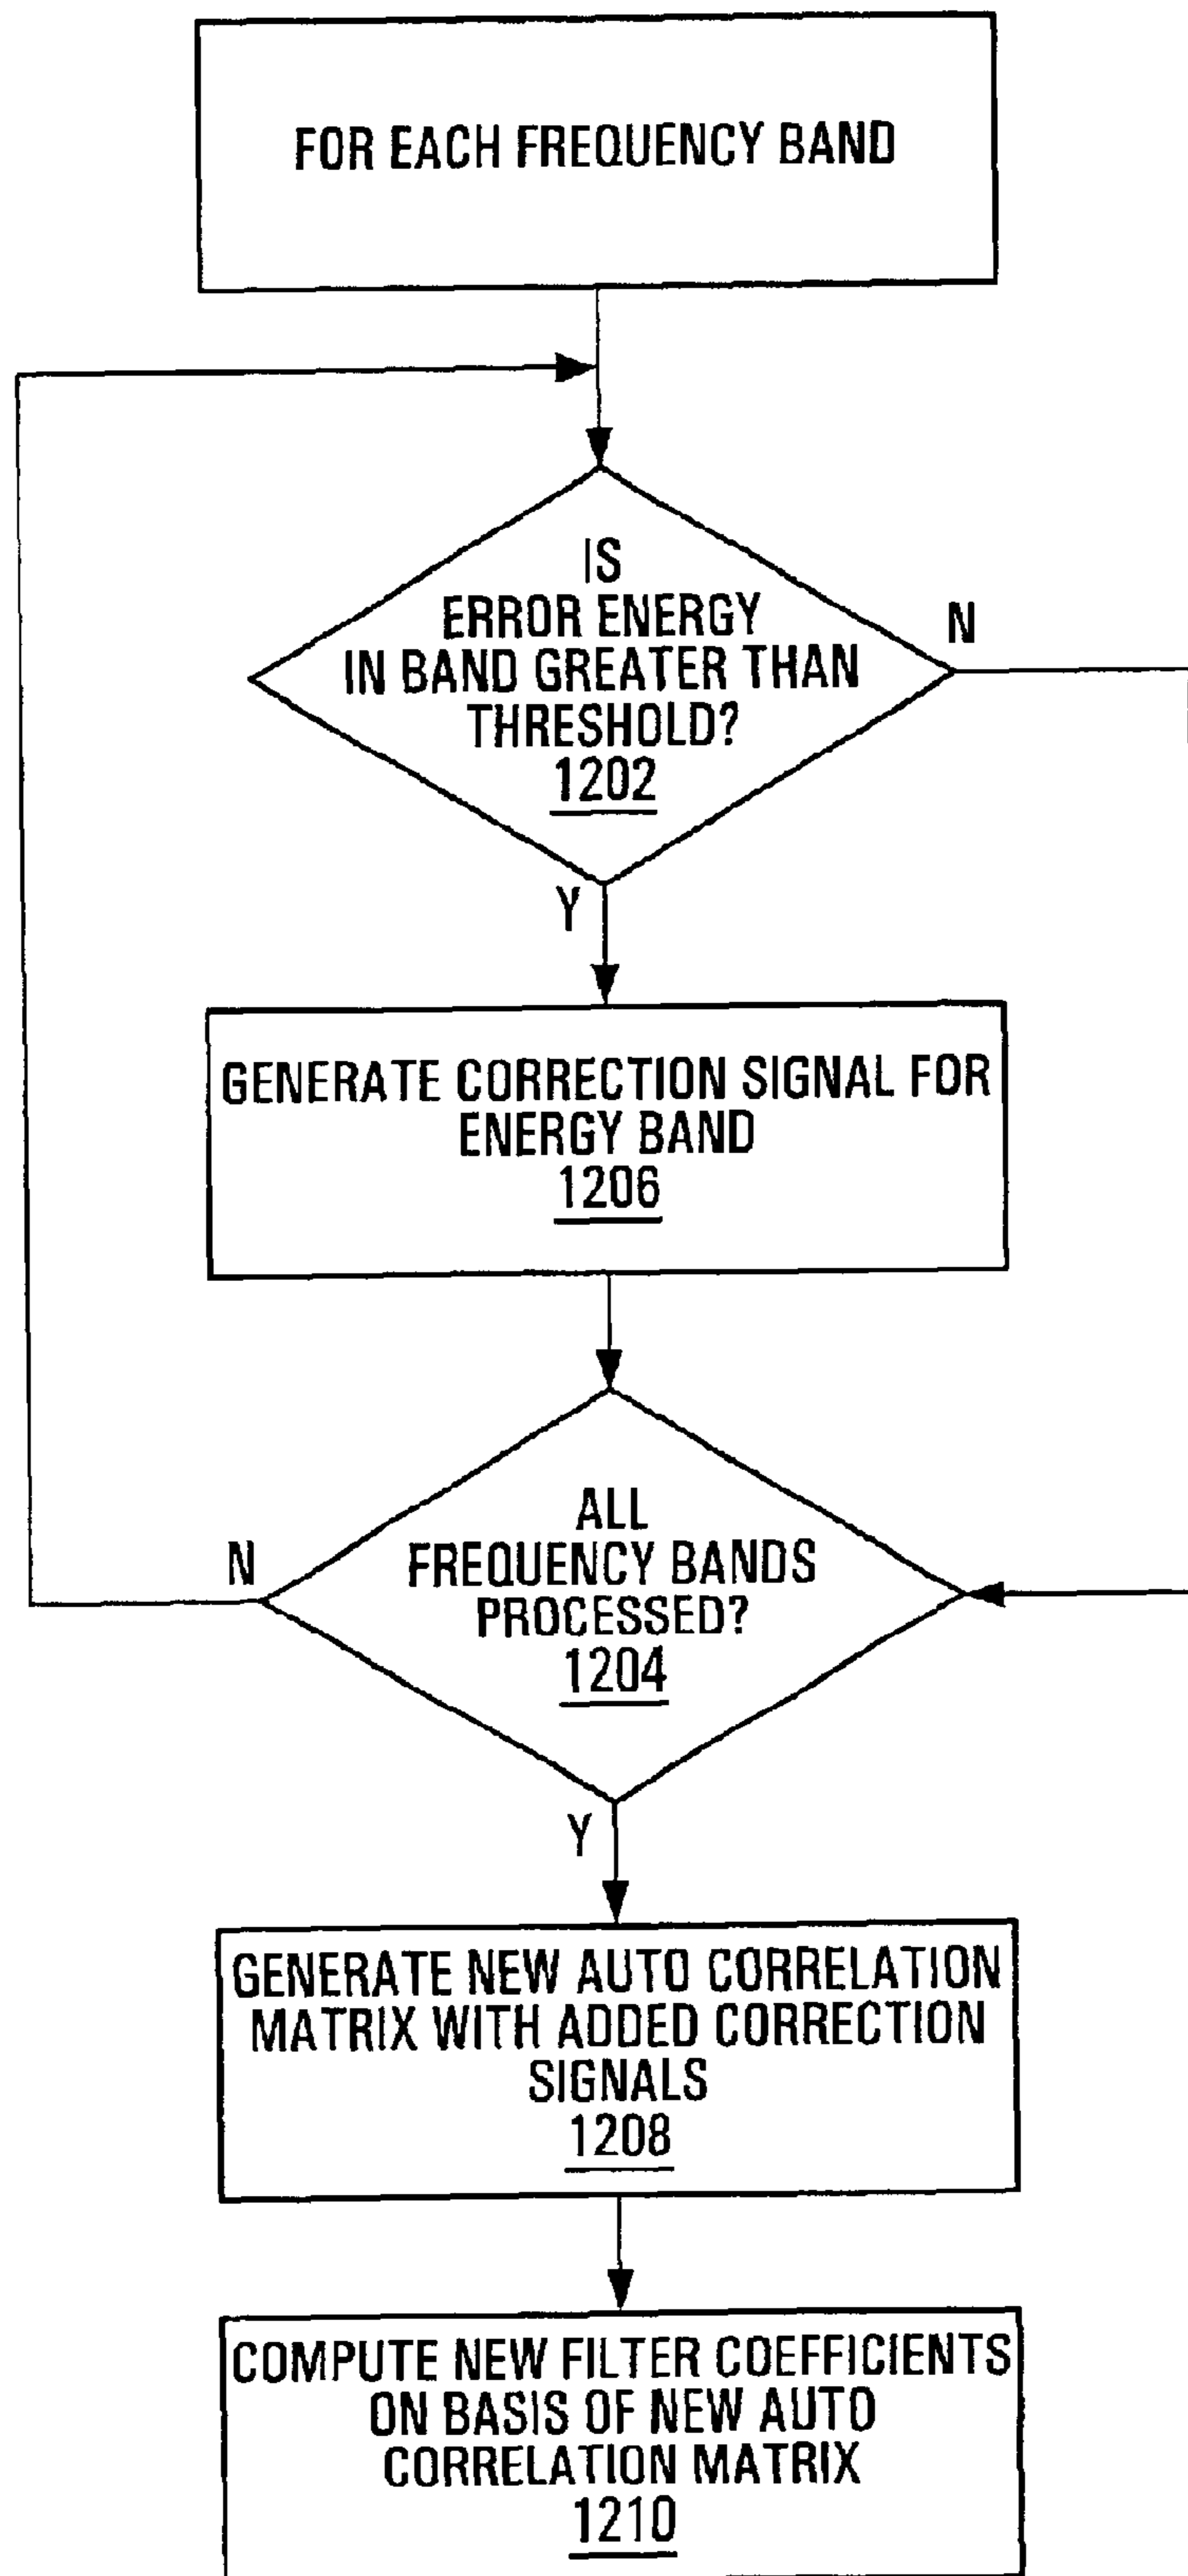 FOR EACH FREQUENCY BAND
IS
ERROR ENERGY
IN BAND GREATER THAN
THRESHOLD?
1202
N
Y
GENERATE CORRECTION SIGNAL FOR
ENERGY BAND
1206
ALL
FREQUENCY BANDS
PROCESSED?
1204
N
Y
GENERATE NEW AUTO CORRELATION
MATRIX WITH ADDED CORRECTION
SIGNALS
1208
COMPUTE NEW FILTER COEFFICIENTS
ON BASIS OF NEW AUTO
CORRELATION MATRIX
1210